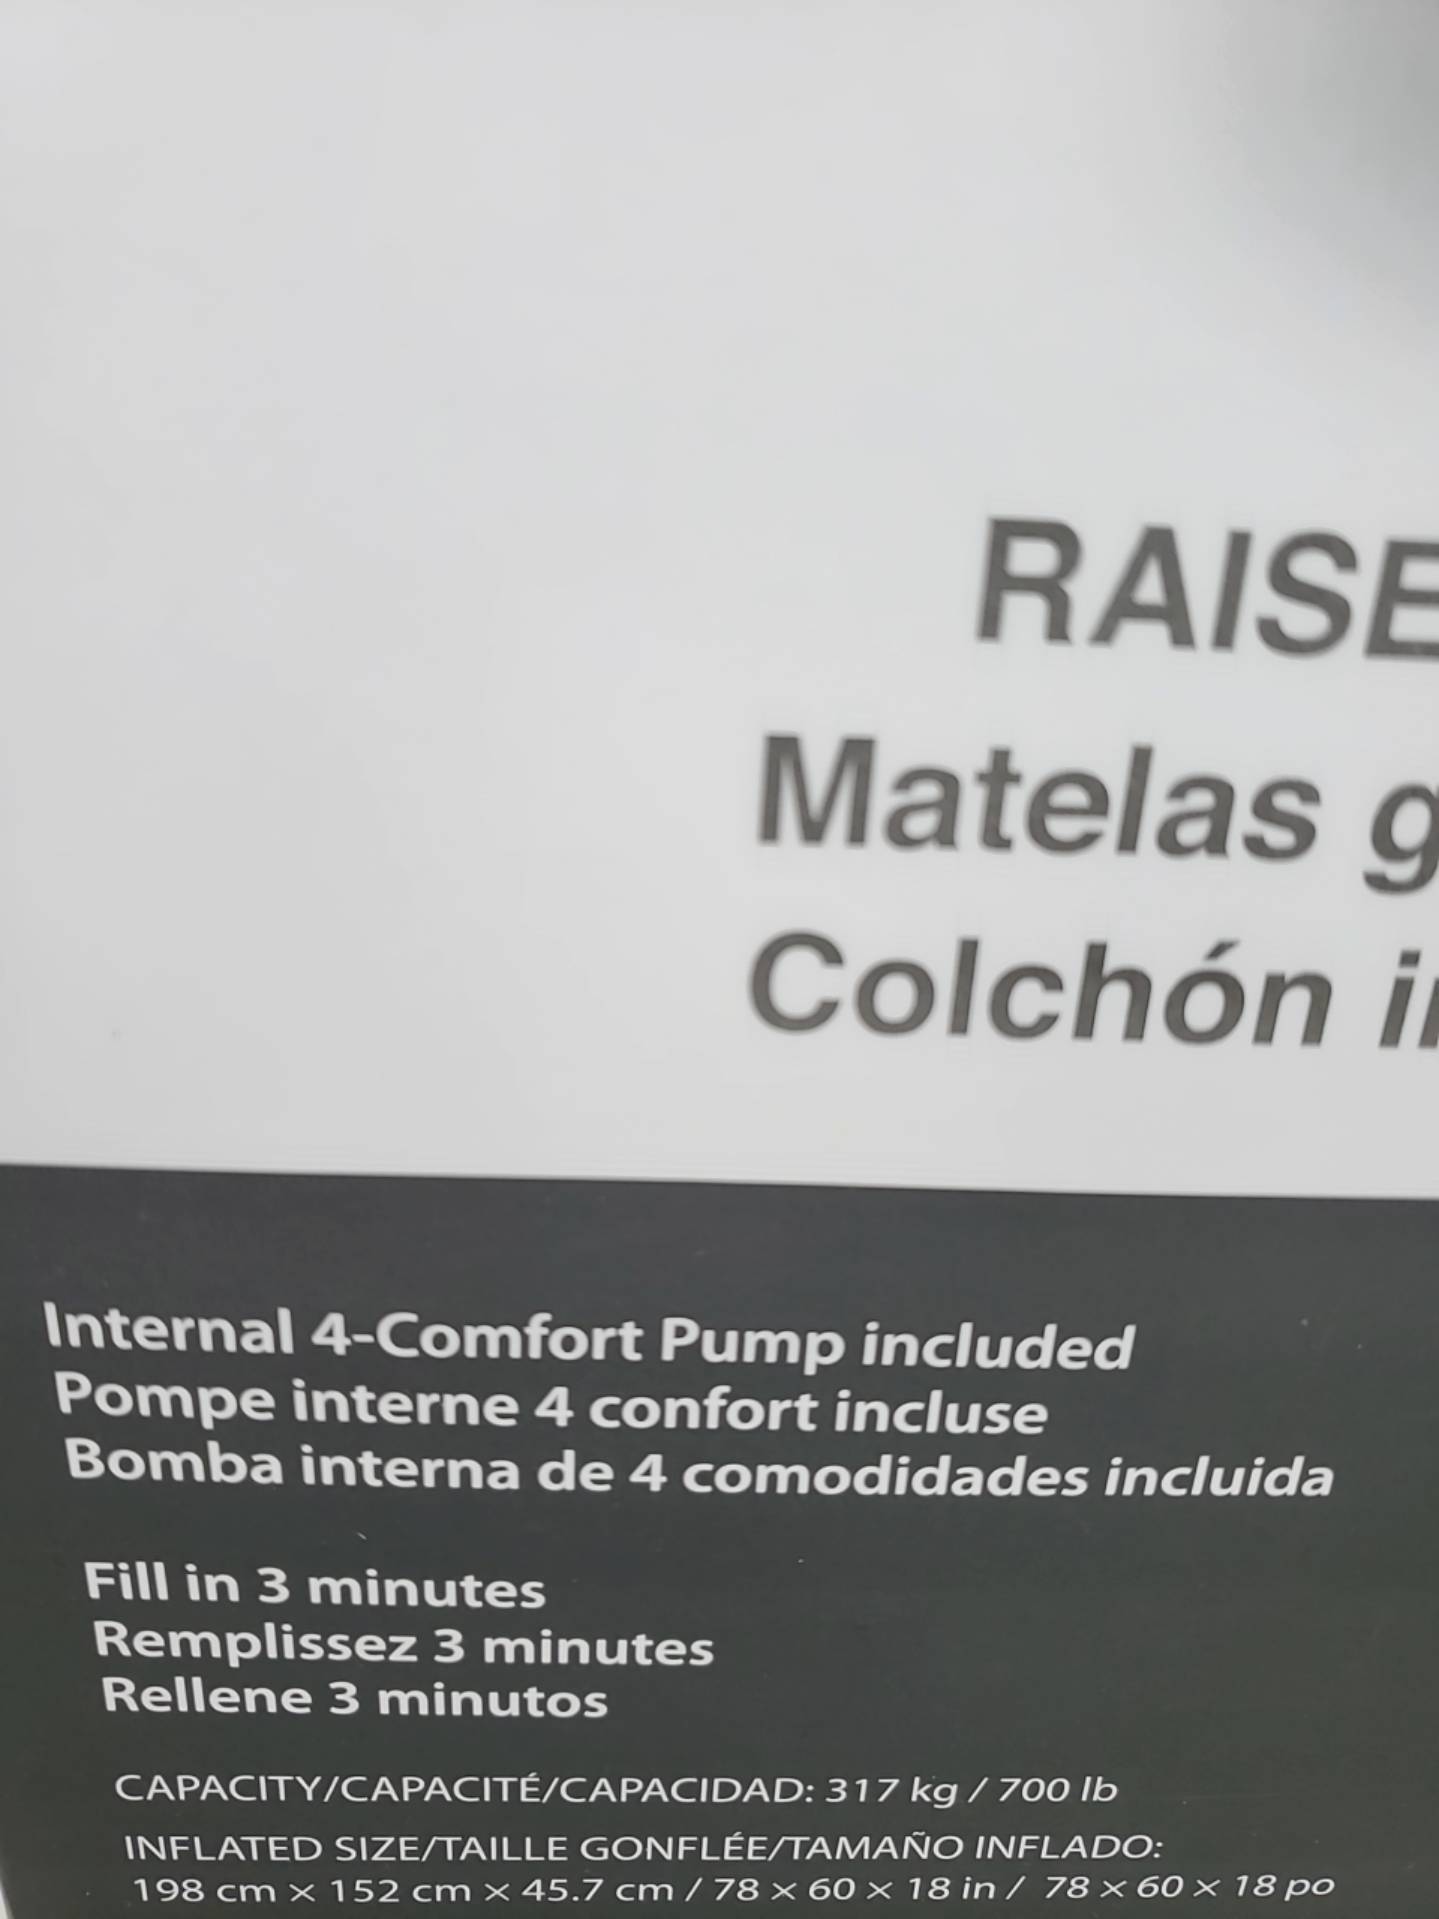 RAISE
Matelas g
Colchón i
Internal 4-Comfort Pump included
Pompe interne 4 confort incluse
Bomba interna de 4 comodidades incluida
Fill in 3 minutes
Remplissez 3 minutes
Rellene 3 minutos
CAPACITY/CAPACITÉ/CAPACIDAD: 317 kg / 700 lb
INFLATED SIZE/TAILLE GONFLÉE/TAMAÑO INFLADO:
198 cm × 152 cm × 45.7 cm / 78 × 60 × 18 in / 78 × 60 × 18 po